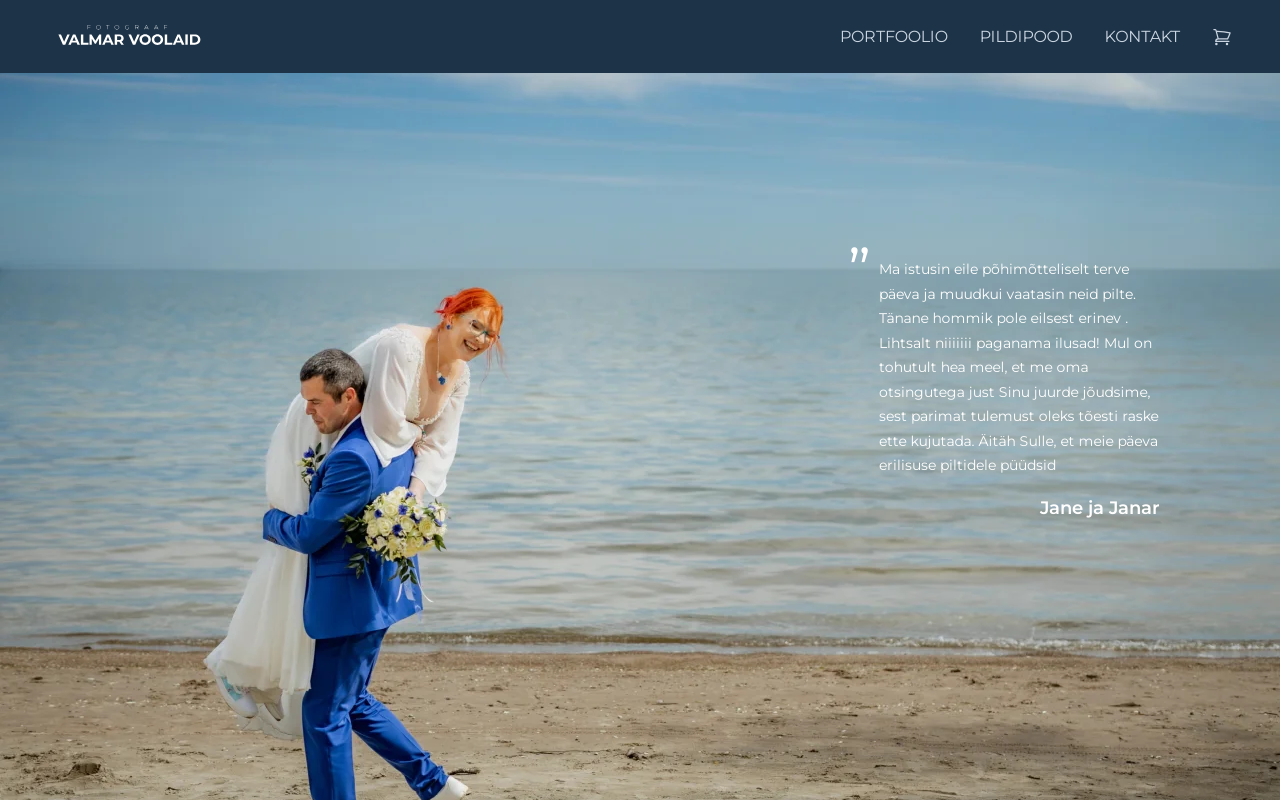 FOTOGRAAF
VALMAR VOOLAID
PORTFOOLIO
PILDIPOOD
KONTAKT
”
Ma istusin eile põhimõtteliselt terve
päeva ja muudkui vaatasin neid pilte.
Tänane hommik pole eilsest erinev .
Lihtsalt niiiiiii paganama ilusad! Mul on
tohutult hea meel, et me oma
otsingutega just Sinu juurde jõudsime,
sest parimat tulemust oleks tõesti raske
ette kujutada. Äitäh Sulle, et meie päeva
erilisuse piltidele püüdsid
Jane ja Janar